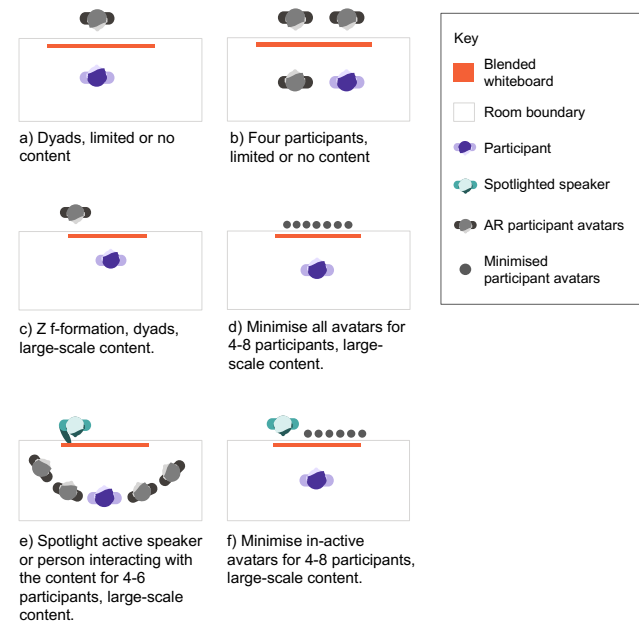 a) Dyads, limited or no
content
b) Four participants,
limited or no content
c) Z f-formation, dyads,
large-scale content.
d) Minimise all avatars for
4-8 participants, large-
scale content.
e) Spotlight active speaker
or person interacting with
the content for 4-6
participants, large-scale
content.
f) Minimise in-active
avatars for 4-8 participants,
large-scale content.
Key
Blended
whiteboard
Room boundary
Participant
Spotlighted speaker
AR participant avatars
Minimised
participant avatars